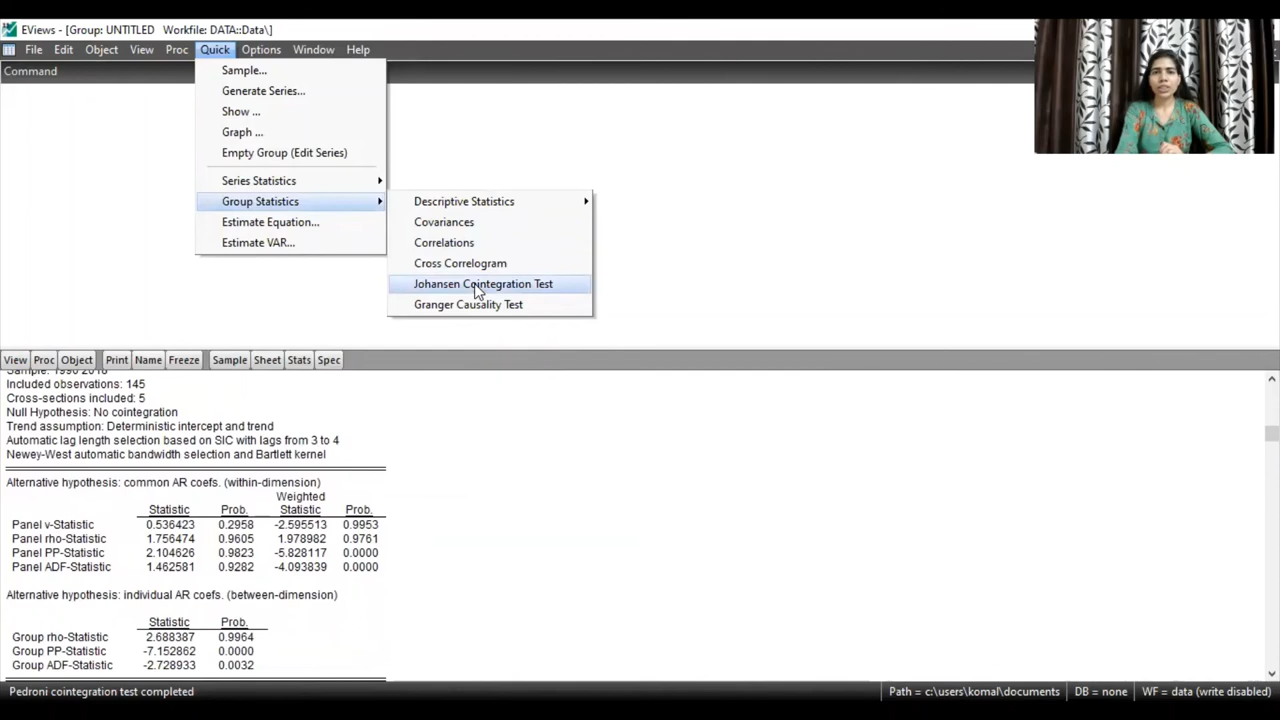 EViews - [Group: UNTITLED Workfile: DATA::Data\]
File Edit Object View Proc Quick Options Window Help
Command
Sample...
Generate Series...
Show ...
Graph ...
Empty Group (Edit Series)
Series Statistics
Group Statistics
Estimate Equation...
Estimate VAR...
Descriptive Statistics
Covariances
Correlations
Cross Correlogram
Johansen Cointegration Test
Granger Causality Test
View Proc Object Print Name Freeze Sample Sheet Stats Spec
Sample: 1990 2018
Included observations: 145
Cross-sections included: 5
Null Hypothesis: No cointegration
Trend assumption: Deterministic intercept and trend
Automatic lag length selection based on SIC with lags from 3 to 4
Newey-West automatic bandwidth selection and Bartlett kernel
Alternative hypothesis: common AR coefs. (within-dimension)
Weighted
Statistic Prob. Statistic Prob.
Panel v-Statistic 0.536423 0.2958 -2.595513 0.9953
Panel rho-Statistic 1.756474 0.9605 1.978982 0.9761
Panel PP-Statistic 2.104626 0.9823 -5.828117 0.0000
Panel ADF-Statistic 1.462581 0.9282 -4.093839 0.0000
Alternative hypothesis: individual AR coefs. (between-dimension)
Statistic Prob.
Group rho-Statistic 2.688387 0.9964
Group PP-Statistic -7.152862 0.0000
Group ADF-Statistic -2.728933 0.0032
Pedroni cointegration test completed
Path = c:\users\komal\documents DB = none WF = data (write disabled)